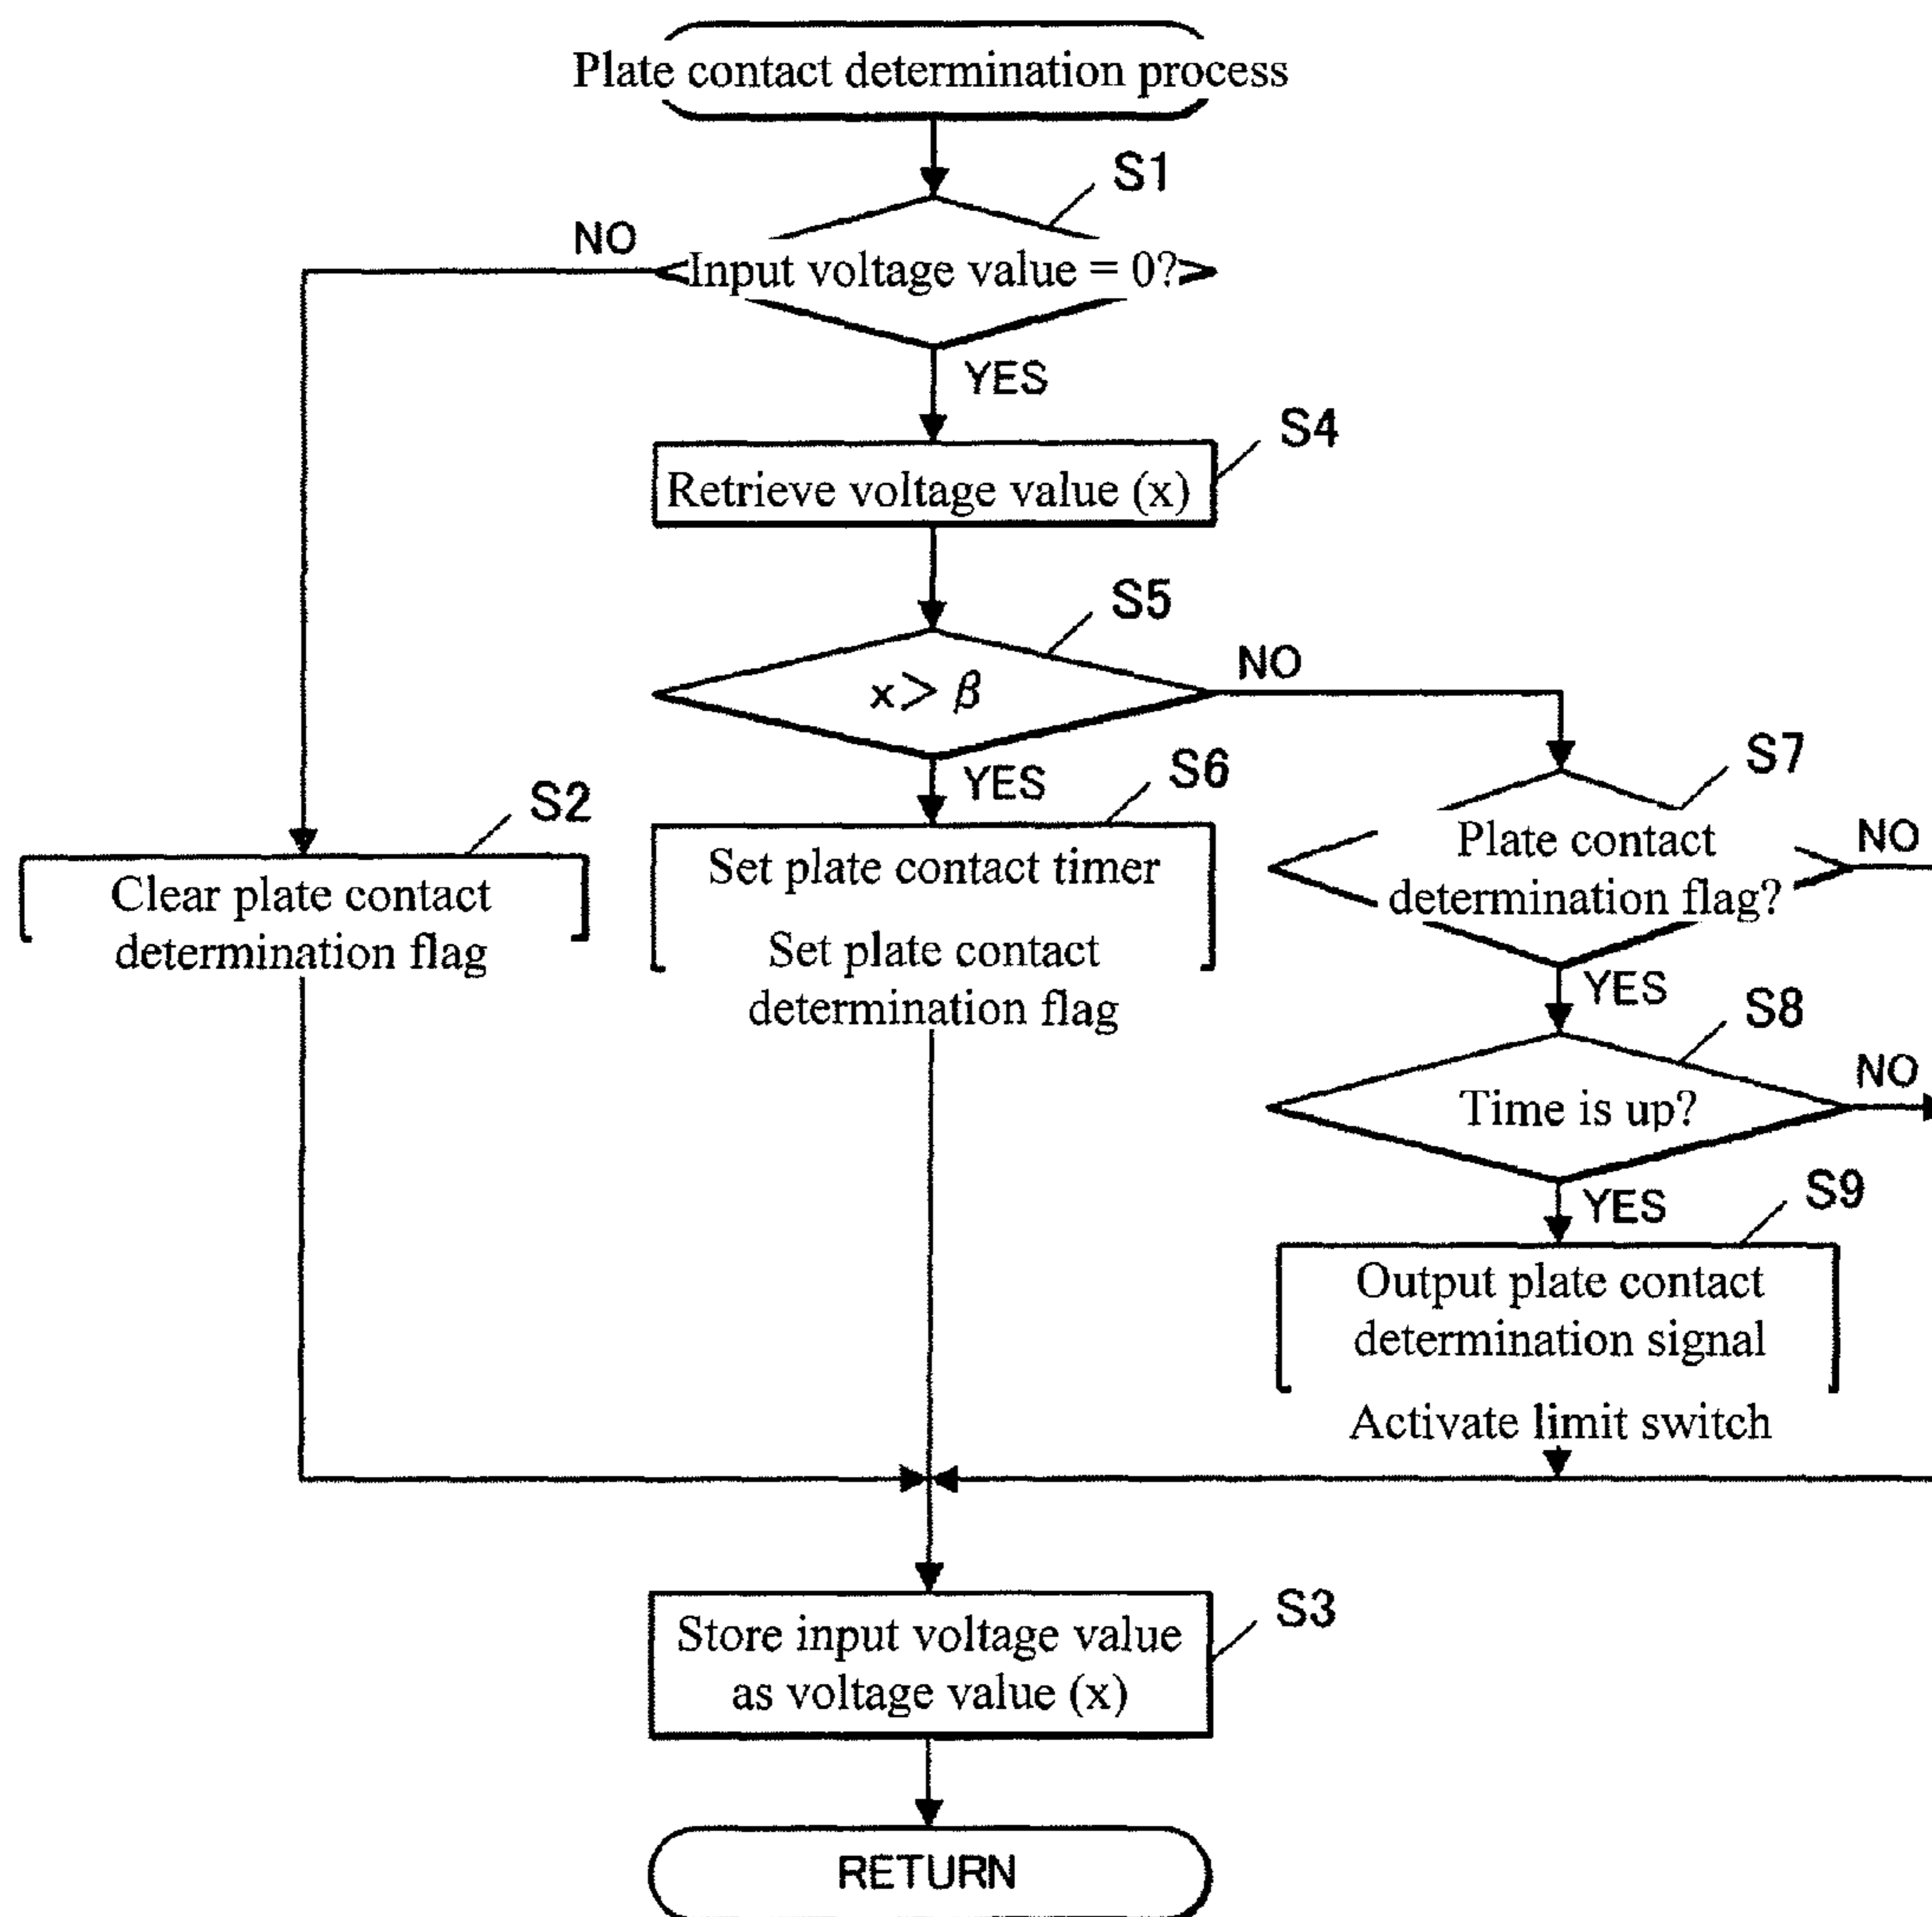 Plate contact determination process
S1
NO
Input voltage value = 0?
YES
S4
Retrieve voltage value (x)
S5
x > β
NO
YES
S6
S7
S2
Clear plate contact
determination flag
Set plate contact timer
Set plate contact
determination flag
Plate contact
determination flag?
NO
YES
S8
Time is up?
NO
YES
S9
Output plate contact
determination signal
Activate limit switch
S3
Store input voltage value
as voltage value (x)
RETURN